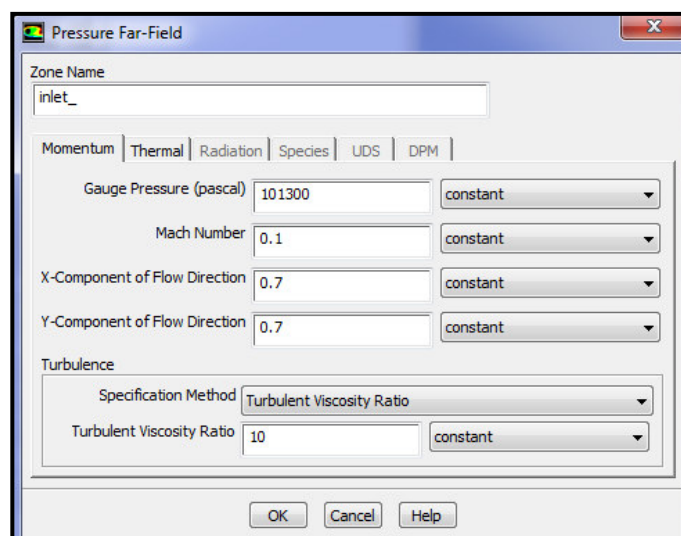 Pressure Far-Field
Zone Name
inlet_
Momentum Thermal Radiation Species UDS DPM
Gauge Pressure (pascal) 101300 constant
Mach Number 0.1 constant
X-Component of Flow Direction 0.7 constant
Y-Component of Flow Direction 0.7 constant
Turbulence
Specification Method Turbulent Viscosity Ratio
Turbulent Viscosity Ratio 10 constant
OK Cancel Help